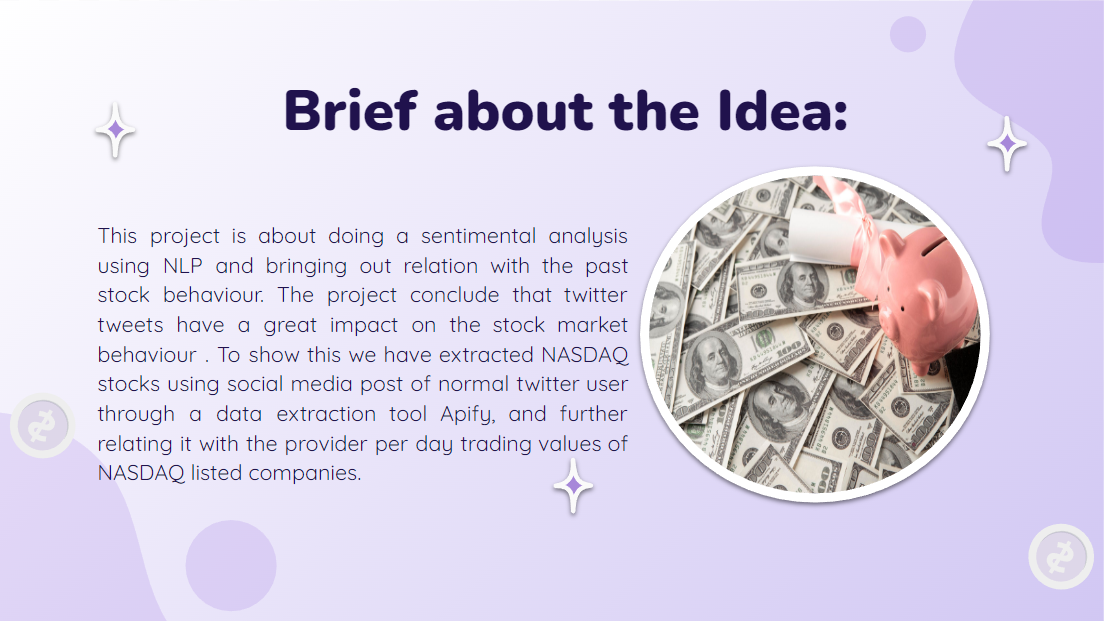 Brief about the Idea:
This project is about doing a sentimental analysis
using NLP and bringing out relation with the past
stock behaviour. The project conclude that twitter
tweets have a great impact on the stock market
behaviour . To show this we have extracted NASDAQ
stocks using social media post of normal twitter user
through a data extraction tool Apify, and further
relating it with the provider per day trading values of
NASDAQ listed companies.